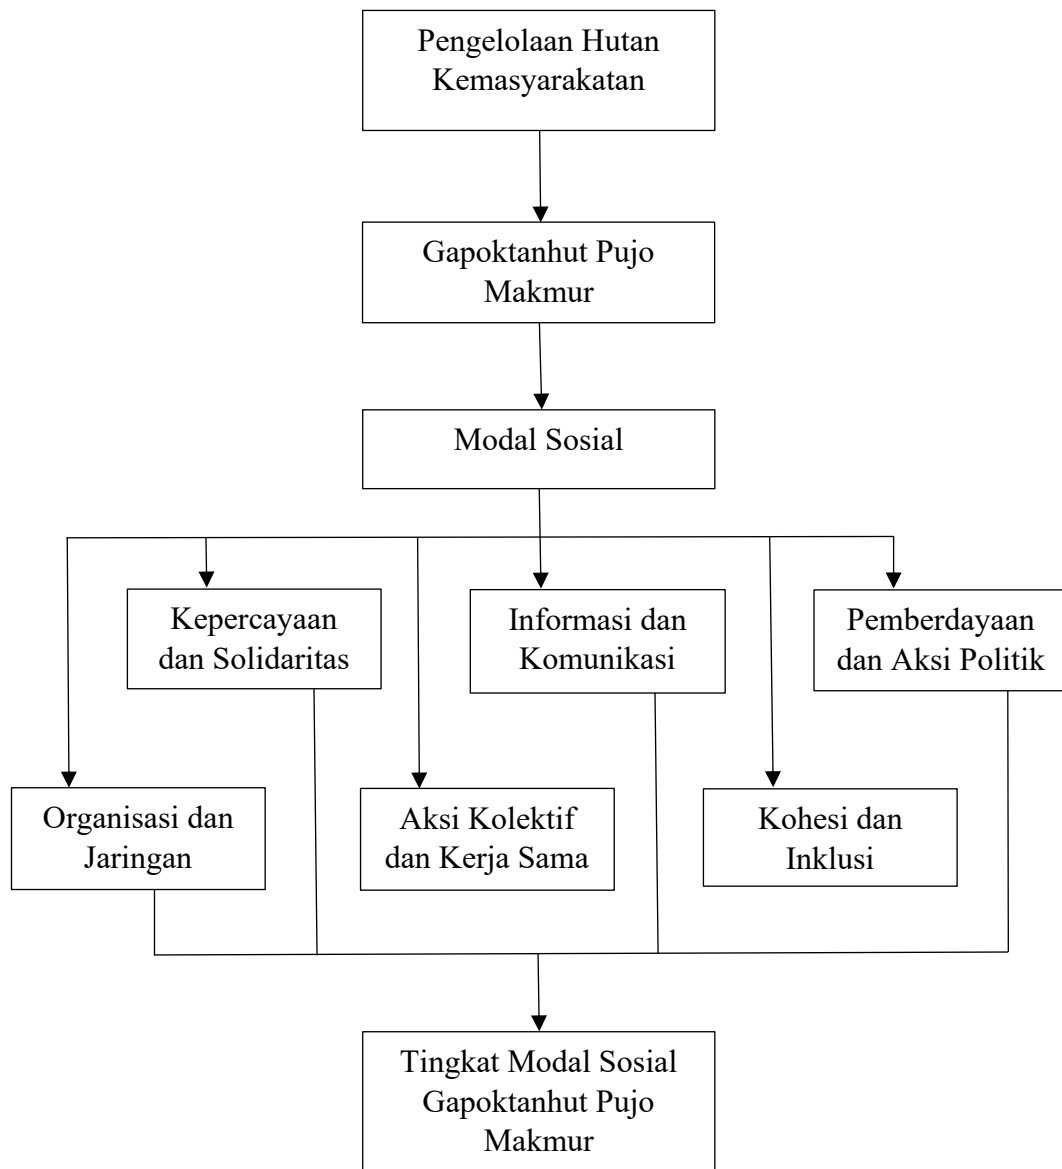 Pengelolaan Hutan
Kemasyarakatan
Gapoktanhut Pujo
Makmur
Modal Sosial
Kepercayaan
dan Solidaritas
Informasi dan
Komunikasi
Pemberdayaan
dan Aksi Politik
Organisasi dan
Jaringan
Aksi Kolektif
dan Kerja Sama
Kohesi dan
Inklusi
Tingkat Modal Sosial
Gapoktanhut Pujo
Makmur